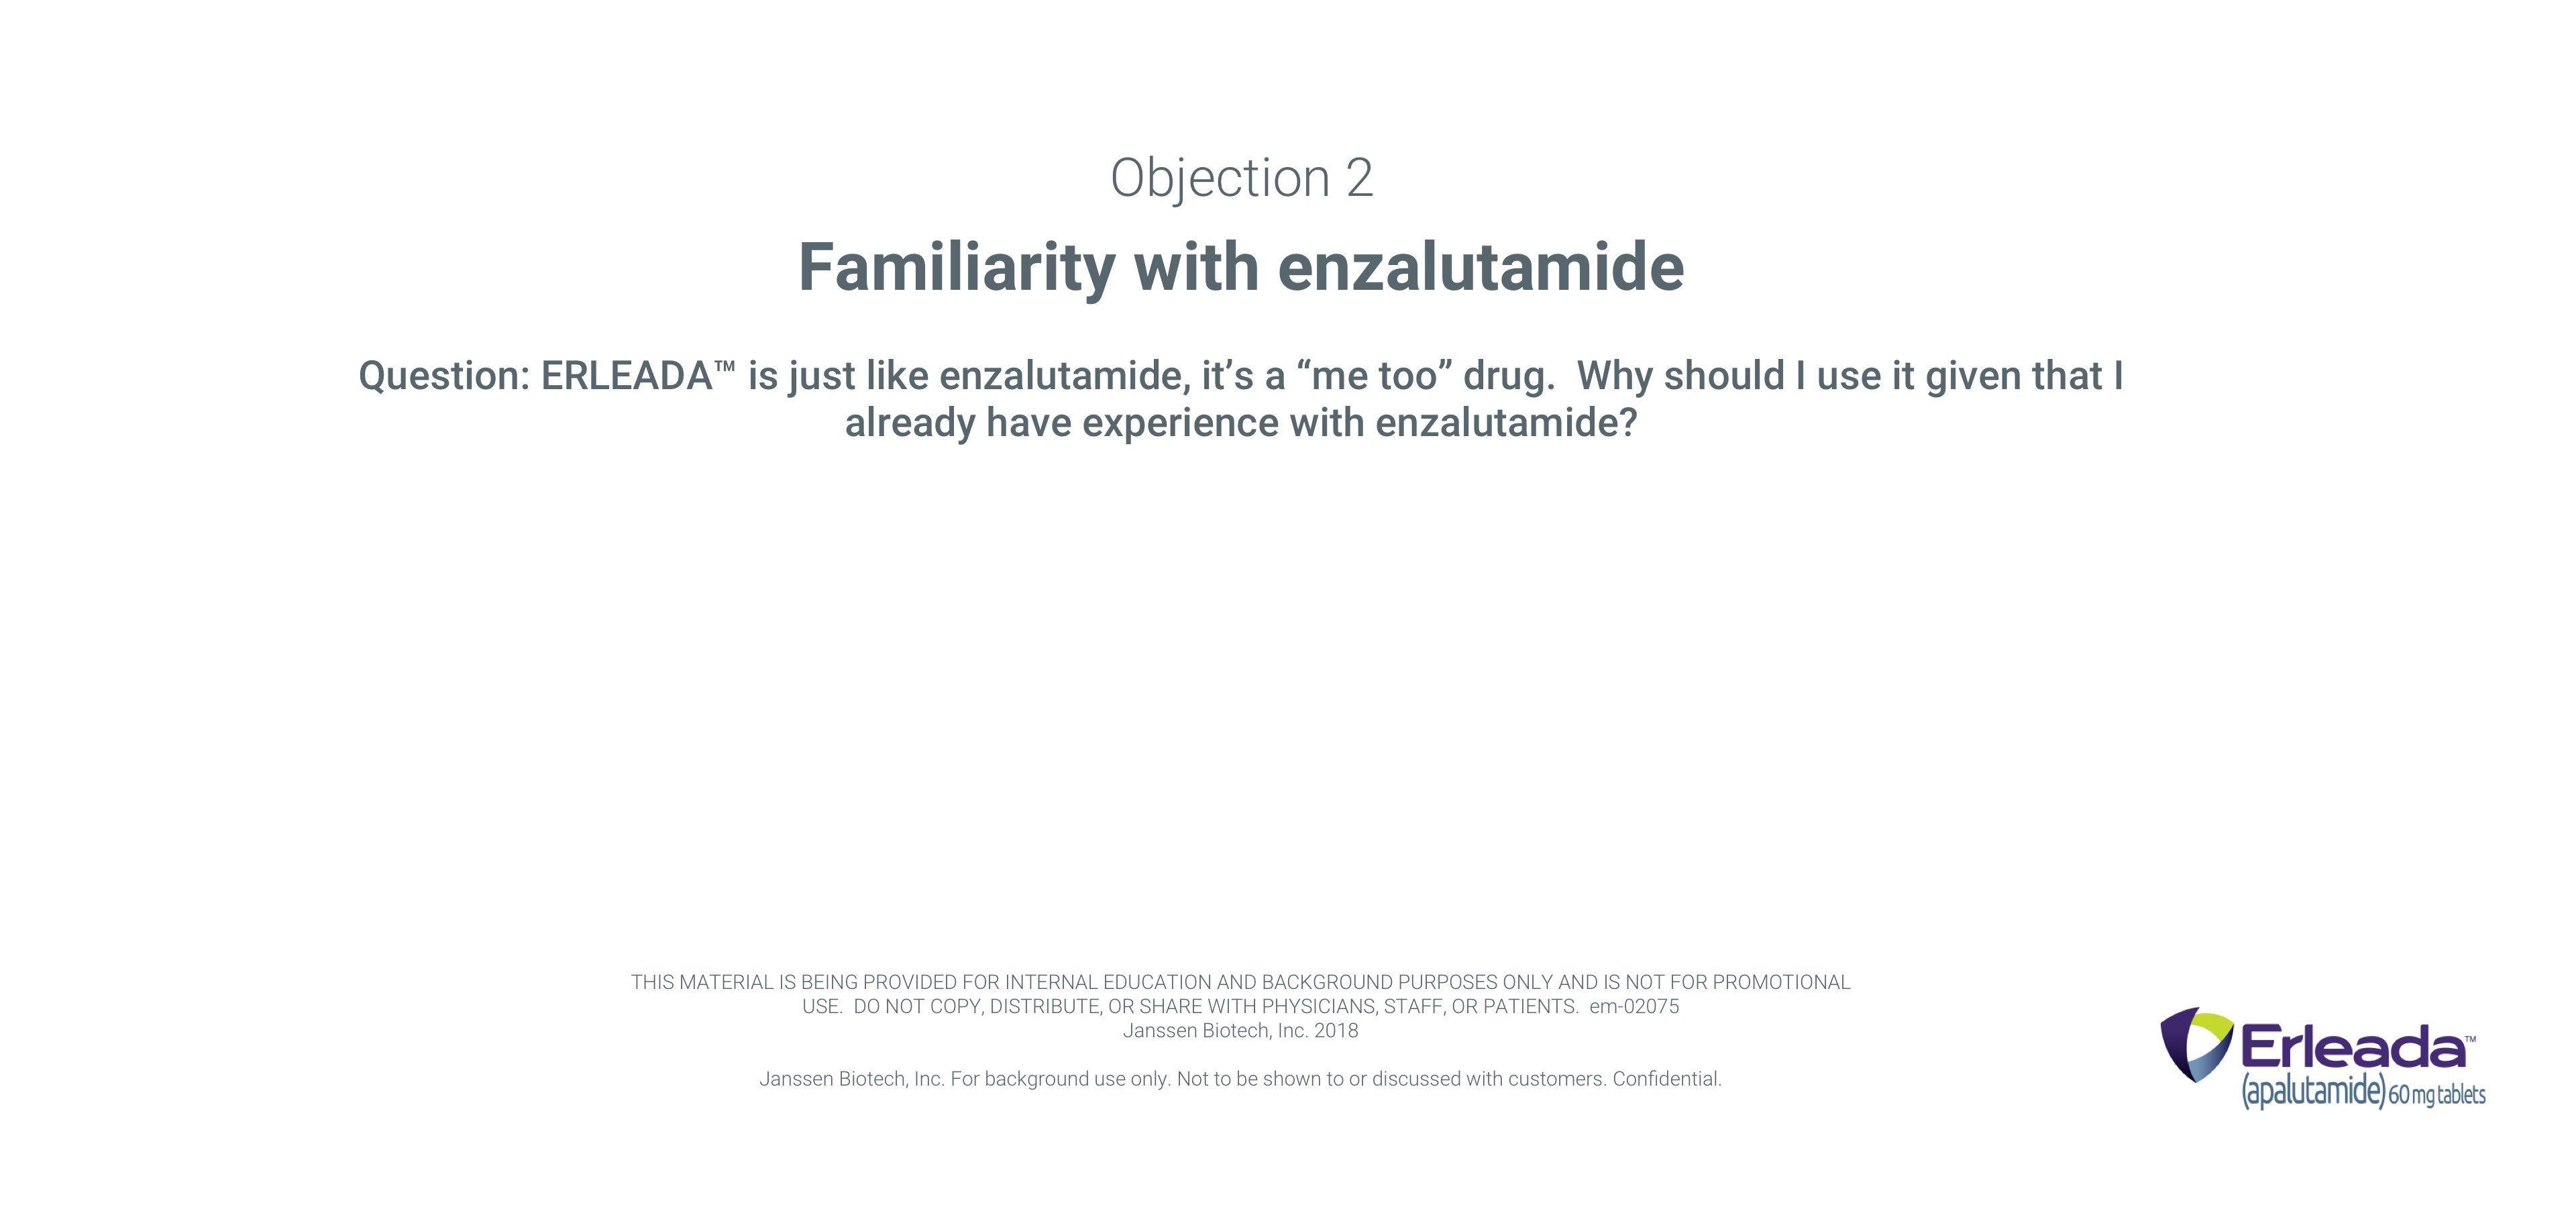 Objection 2
Familiarity with enzalutamide
Question: ERLEADA™ is just like enzalutamide, it’s a “me too” drug.  Why should I use it given that I
already have experience with enzalutamide?
THIS MATERIAL IS BEING PROVIDED FOR INTERNAL EDUCATION AND BACKGROUND PURPOSES ONLY AND IS NOT FOR PROMOTIONAL
USE.  DO NOT COPY, DISTRIBUTE, OR SHARE WITH PHYSICIANS, STAFF, OR PATIENTS.  em-02075
Janssen Biotech, Inc. 2018
Janssen Biotech, Inc. For background use only. Not to be shown to or discussed with customers. Confidential.
Erleada™
(apalutamide) 60 mg tablets